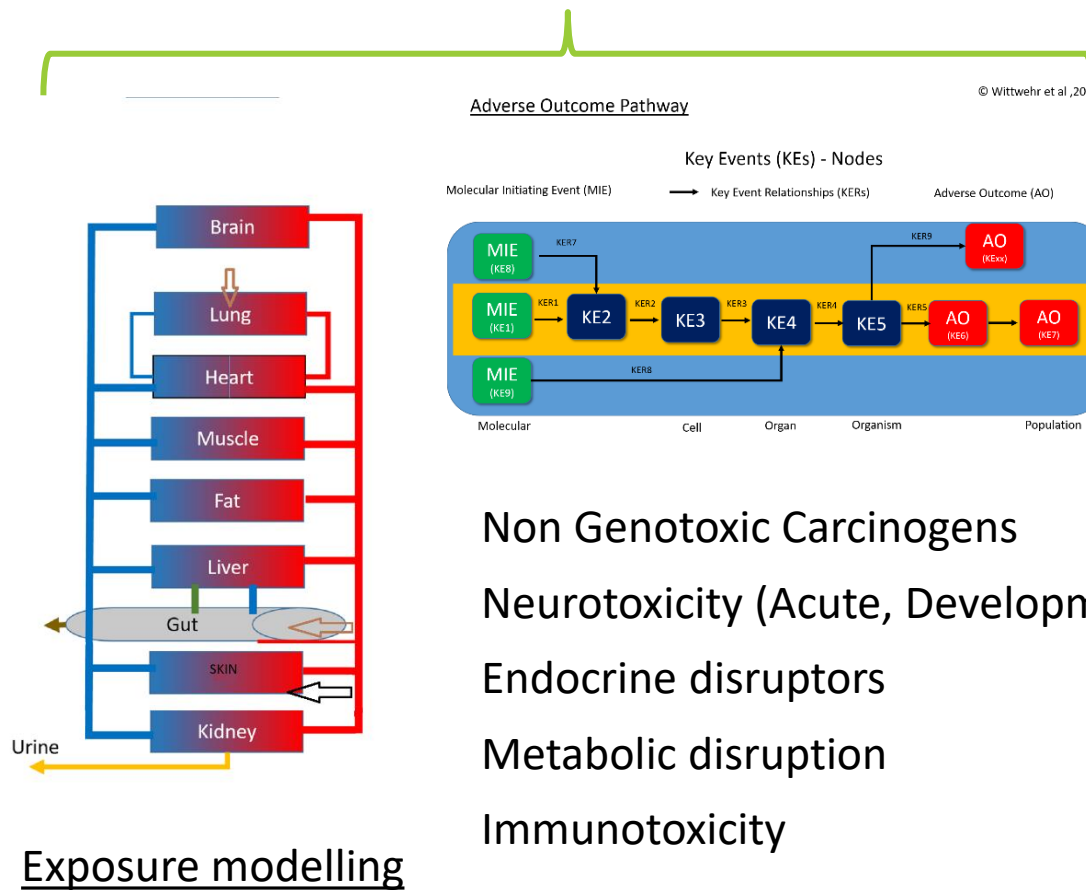 © Wittwehr et al ,20
Adverse Outcome Pathway
Key Events (KEs) - Nodes
Molecular Initiating Event (MIE)
Key Event Relationships (KERs)
Adverse Outcome (AO)
MIE
(KE8)
KER7
KER9
AO
(KExx)
MIE
(KE1)
KER1
KE2
KER2
KE3
KER3
KE4
KER4
KE5
KER5
AO
(KE6)
AO
(KE7)
MIE
(KE9)
KER8
Molecular
Cell
Organ
Organism
Population
Brain
Lung
Heart
Muscle
Fat
Liver
Gut
SKIN
Kidney
Urine
Exposure modelling
Non Genotoxic Carcinogens
Neurotoxicity (Acute, Developm
Endocrine disruptors
Metabolic disruption
Immunotoxicity